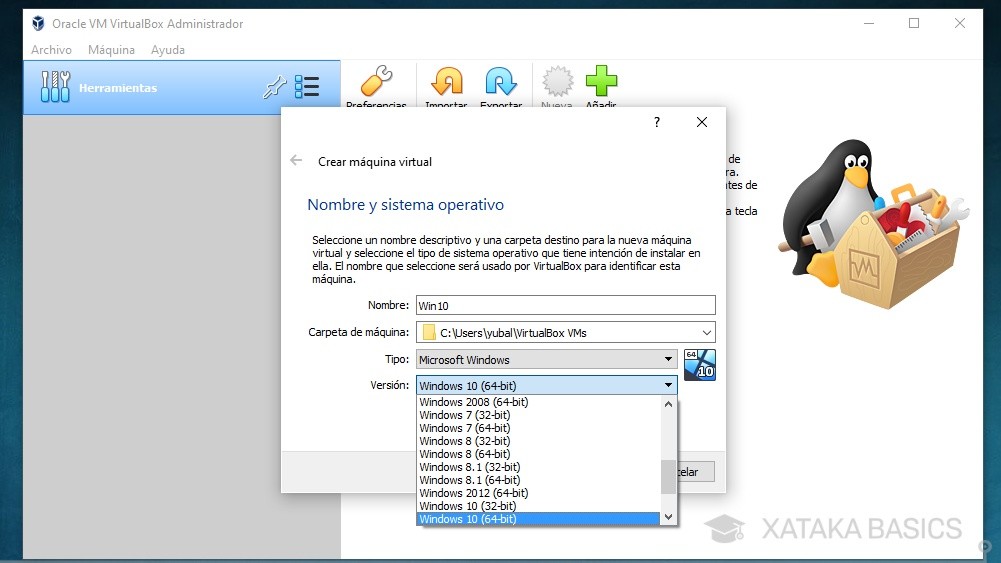 Oracle VM VirtualBox Administrador
Archivo Máquina Ayuda
Herramientas
Preferencias Importar Exportar Nueva Añadir
?
Crear máquina virtual
Nombre y sistema operativo
Seleccione un nombre descriptivo y una carpeta destino para la nueva máquina
virtual y seleccione el tipo de sistema operativo que tiene intención de instalar en
ella. El nombre que seleccione será usado por VirtualBox para identificar esta
máquina.
de
ra.
tes de
a tecla
Nombre: Win10
Carpeta de máquina: C:\Users\yubal\VirtualBox VMs
Tipo: Microsoft Windows
64
10
Versión: Windows 10 (64-bit)
Windows 2008 (64-bit)
Windows 7 (32-bit)
Windows 7 (64-bit)
Windows 8 (32-bit)
Windows 8 (64-bit)
Windows 8.1 (32-bit)
Windows 8.1 (64-bit)
Windows 2012 (64-bit)
Windows 10 (32-bit)
Windows 10 (64-bit)
celar
XATAKA BASICS